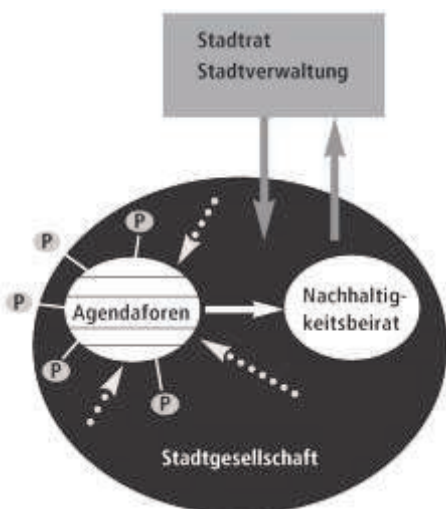 Stadtrat
Stadtverwaltung
P
P
P
Agendaforen
Nachhaltig-
keitsbeirat
P
P
Stadtgesellschaft